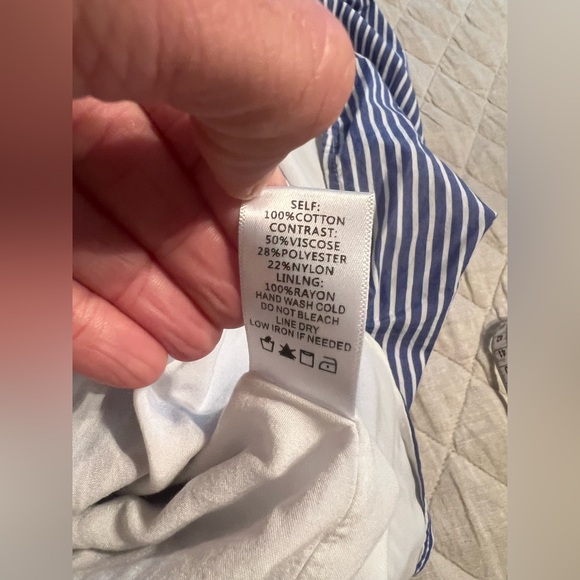 SELF:
100%COTTON
CONTRAST:
50%VISCOSE
28%POLYESTER
22%NYLON
LINLNG:
100%RAYON
HAND WASH COLD
DO NOT BLEACH
LINE DRY
LOW IRON IF NEEDED